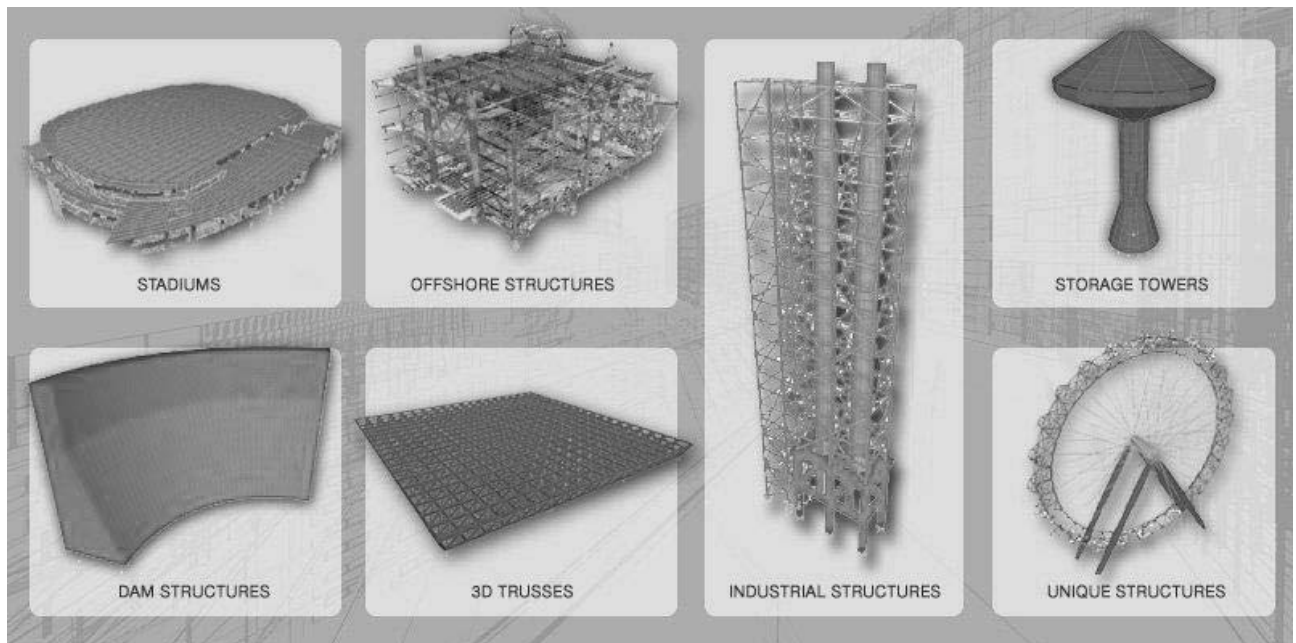 STADIUMS
OFFSHORE STRUCTURES
INDUSTRIAL STRUCTURES
STORAGE TOWERS
DAM STRUCTURES
3D TRUSSES
UNIQUE STRUCTURES